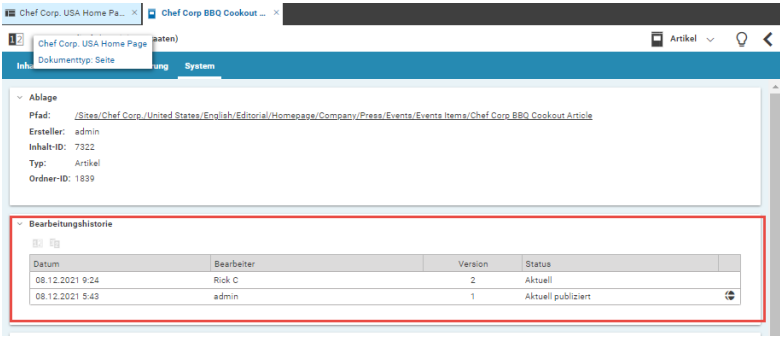 Chef Corp. USA Home Pa... ×
Chef Corp BBQ Cookout ... ×
12
aaten)
Artikel
Chef Corp. USA Home Page
Dokumenttyp: Seite
Inha
rung
System
Ablage
Pfad: /Sites/Chef Corp./United States/English/Editorial/Homepage/Company/Press/Events/Events Items/Chef Corp BBQ Cookout Article
Ersteller: admin
Inhalt-ID: 7322
Typ: Artikel
Ordner-ID: 1839
Bearbeitungshistorie
Datum Bearbeiter Version Status
08.12.2021 9:24 Rick C 2 Aktuell
08.12.2021 5:43 admin 1 Aktuell publiziert